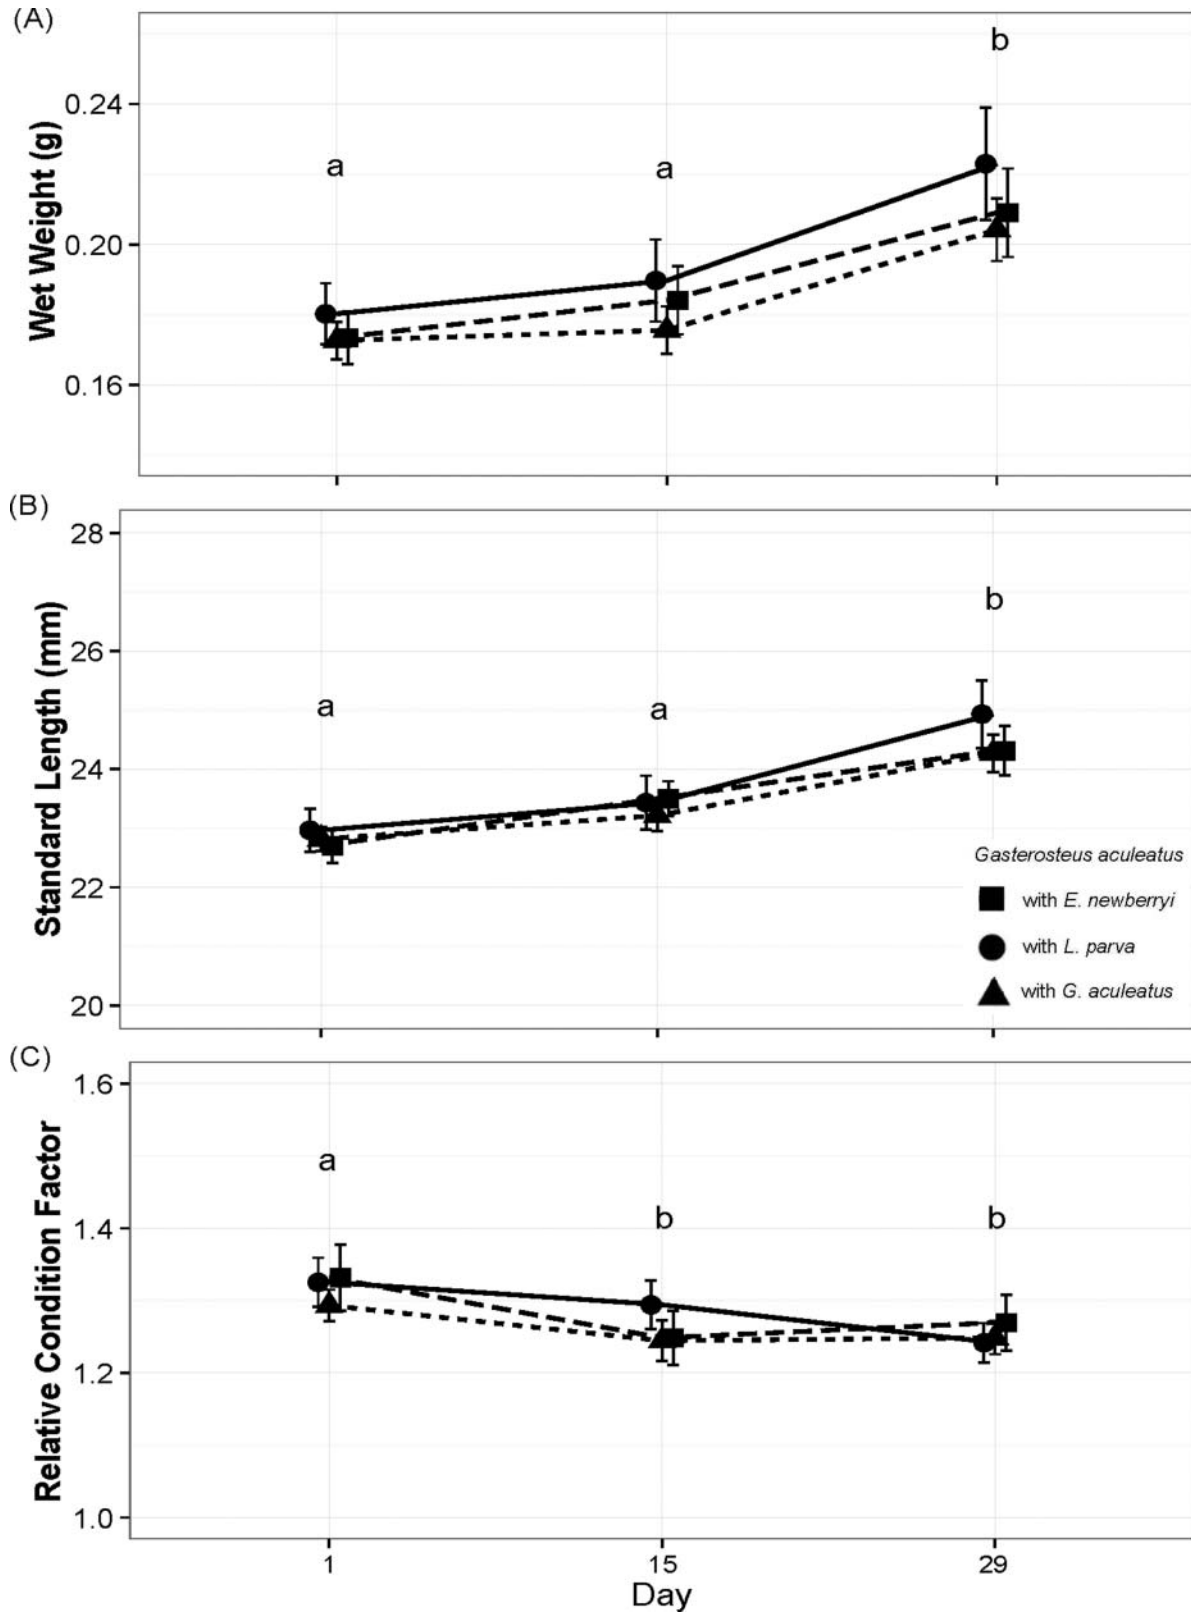 (A)
Wet Weight (g)
0.24
0.20
0.16
a
a
b
(B)
Standard Length (mm)
28
26
24
22
20
a
a
b
Gasterosteus aculeatus
with E. newberryi
with L. parva
with G. aculeatus
(C)
Relative Condition Factor
1.6
1.4
1.2
1.0
a
b
b
1
15
29
Day